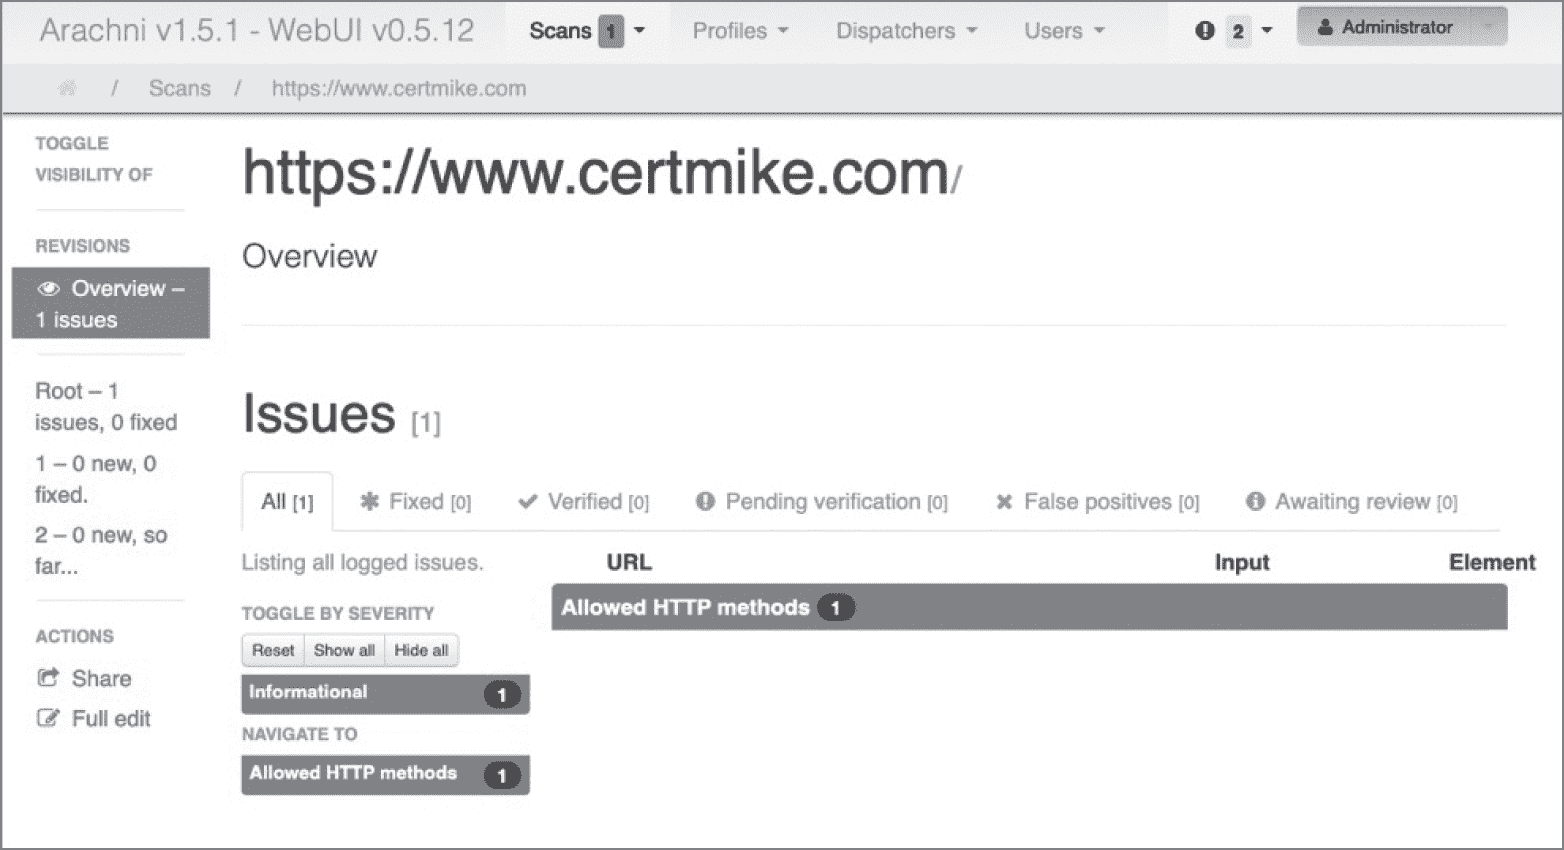 Arachni v1.5.1 - WebUI v0.5.12 Scans 1 Profiles Dispatchers Users 2 Administrator
/ Scans / https://www.certmike.com
TOGGLE
VISIBILITY OF
REVISIONS
Overview –
1 issues
Root – 1
issues, 0 fixed
1 – 0 new, 0
fixed.
2 – 0 new, so
far...
ACTIONS
Share
Full edit
https://www.certmike.com/
Overview
Issues [1]
All [1] Fixed [0] Verified [0] Pending verification [0] False positives [0] Awaiting review [0]
Listing all logged issues.
TOGGLE BY SEVERITY
Reset Show all Hide all
Informational 1
NAVIGATE TO
Allowed HTTP methods 1
URL Input Element
Allowed HTTP methods 1